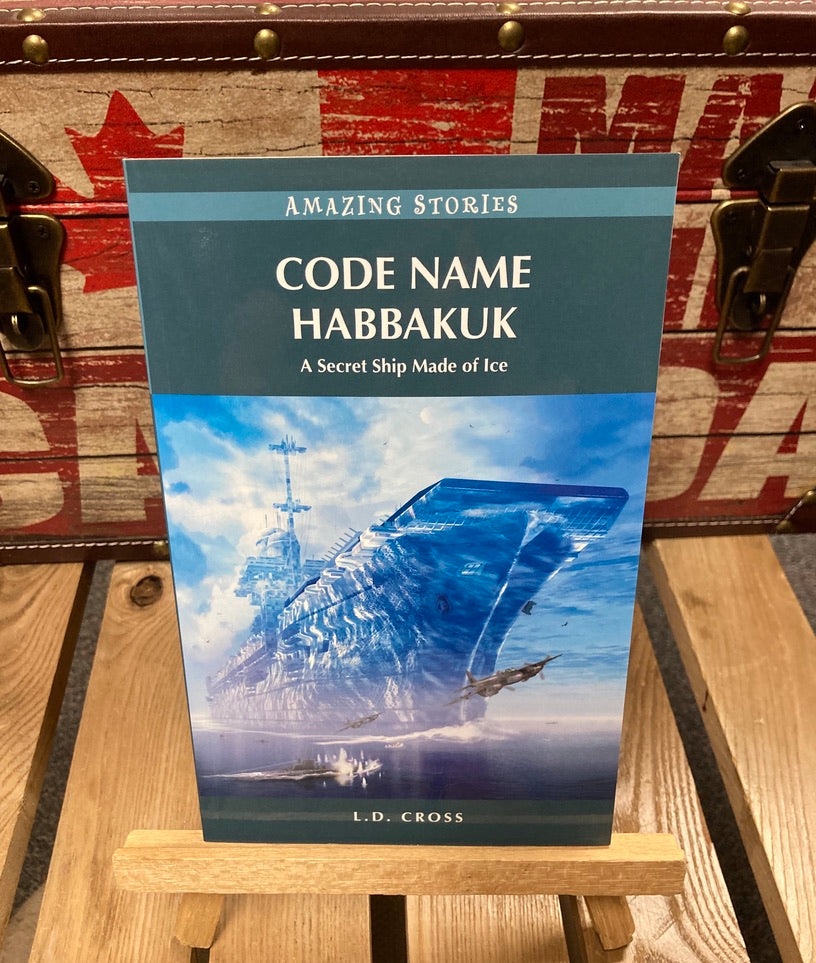 AMAZING STORIES
CODE NAME
HABBAKUK
A Secret Ship Made of Ice
L.D. CROSS